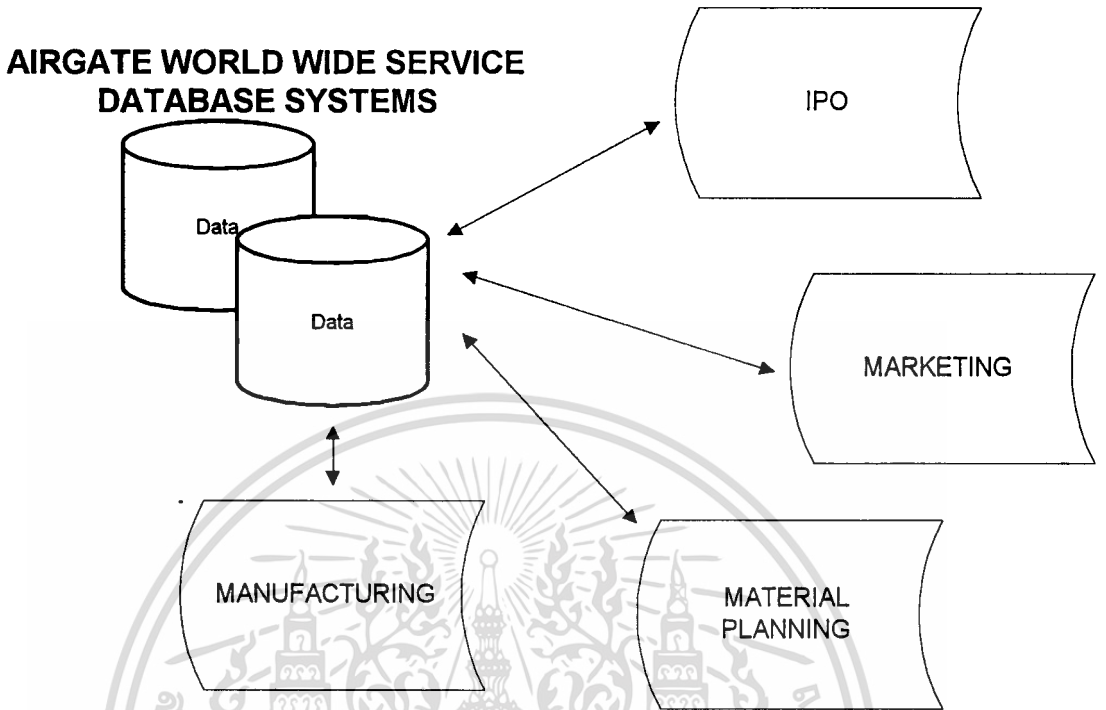 AIRGATE WORLD WIDE SERVICE
DATABASE SYSTEMS
IPO
Data
Data
MARKETING
MANUFACTURING
MATERIAL
PLANNING